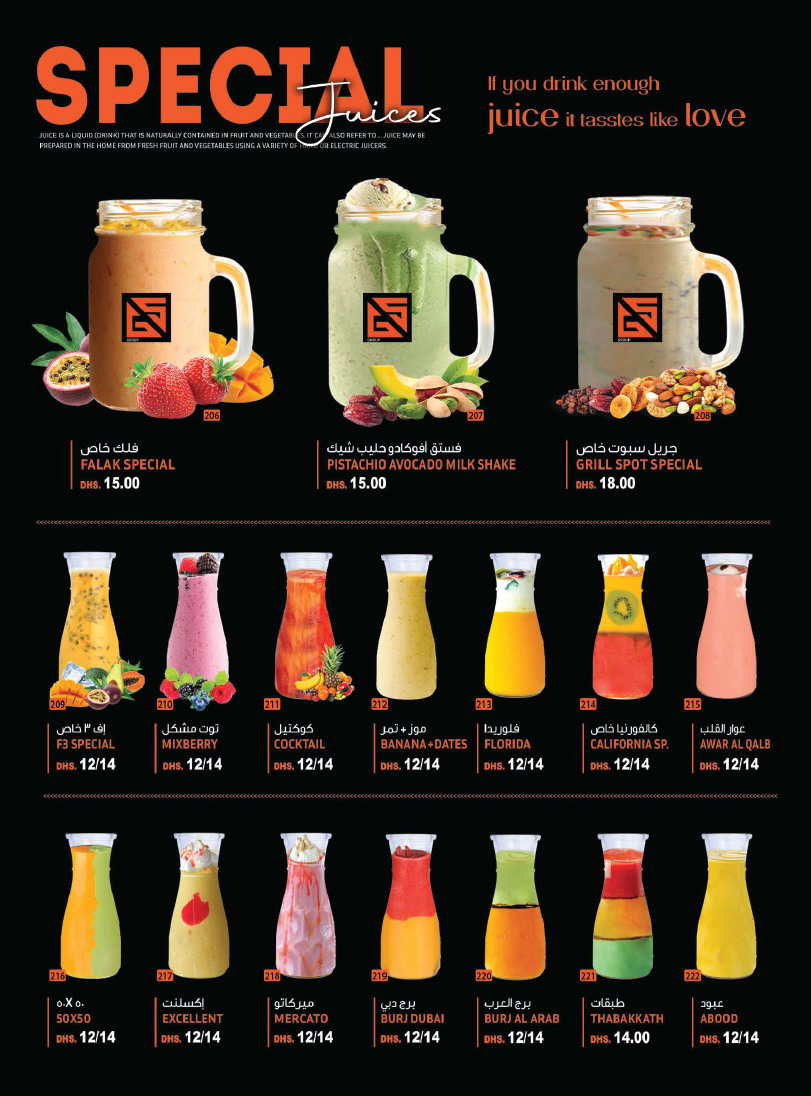 SPECIAL
Juices
JUICE IS A LIQUID (DRINK) THAT IS NATURALLY CONTAINED IN FRUIT AND VEGETABLES. IT CAN ALSO REFER TO ... JUICE MAY BE
PREPARED IN THE HOME FROM FRESH FRUIT AND VEGETABLES USING A VARIETY OF HAND OR ELECTRIC JUICERS.
If you drink enough
juice it tasstes like love
GROUP
206
فلك خاص
FALAK SPECIAL
DHS. 15.00
GROUP
207
فستق أفوكادو حليب شيك
PISTACHIO AVOCADO MILK SHAKE
DHS. 15.00
GROUP
208
جريل سبوت خاص
GRILL SPOT SPECIAL
DHS. 18.00
209
إف ٣ خاص
F3 SPECIAL
DHS. 12/14
210
توت مشكل
MIXBERRY
DHS. 12/14
211
كوكتيل
COCKTAIL
DHS. 12/14
212
موز + تمر
BANANA+DATES
DHS. 12/14
213
فلوريدا
FLORIDA
DHS. 12/14
214
كالفورنيا خاص
CALIFORNIA SP.
DHS. 12/14
215
عوار القلب
AWAR AL QALB
DHS. 12/14
216
٥٠X٥٠
50X50
DHS. 12/14
217
إكسلنت
EXCELLENT
DHS. 12/14
218
ميركاتو
MERCATO
DHS. 12/14
219
برج دبي
BURJ DUBAI
DHS. 12/14
220
برج العرب
BURJ AL ARAB
DHS. 12/14
221
طبقات
THABAKKATH
DHS. 14.00
222
عبود
ABOOD
DHS. 12/14